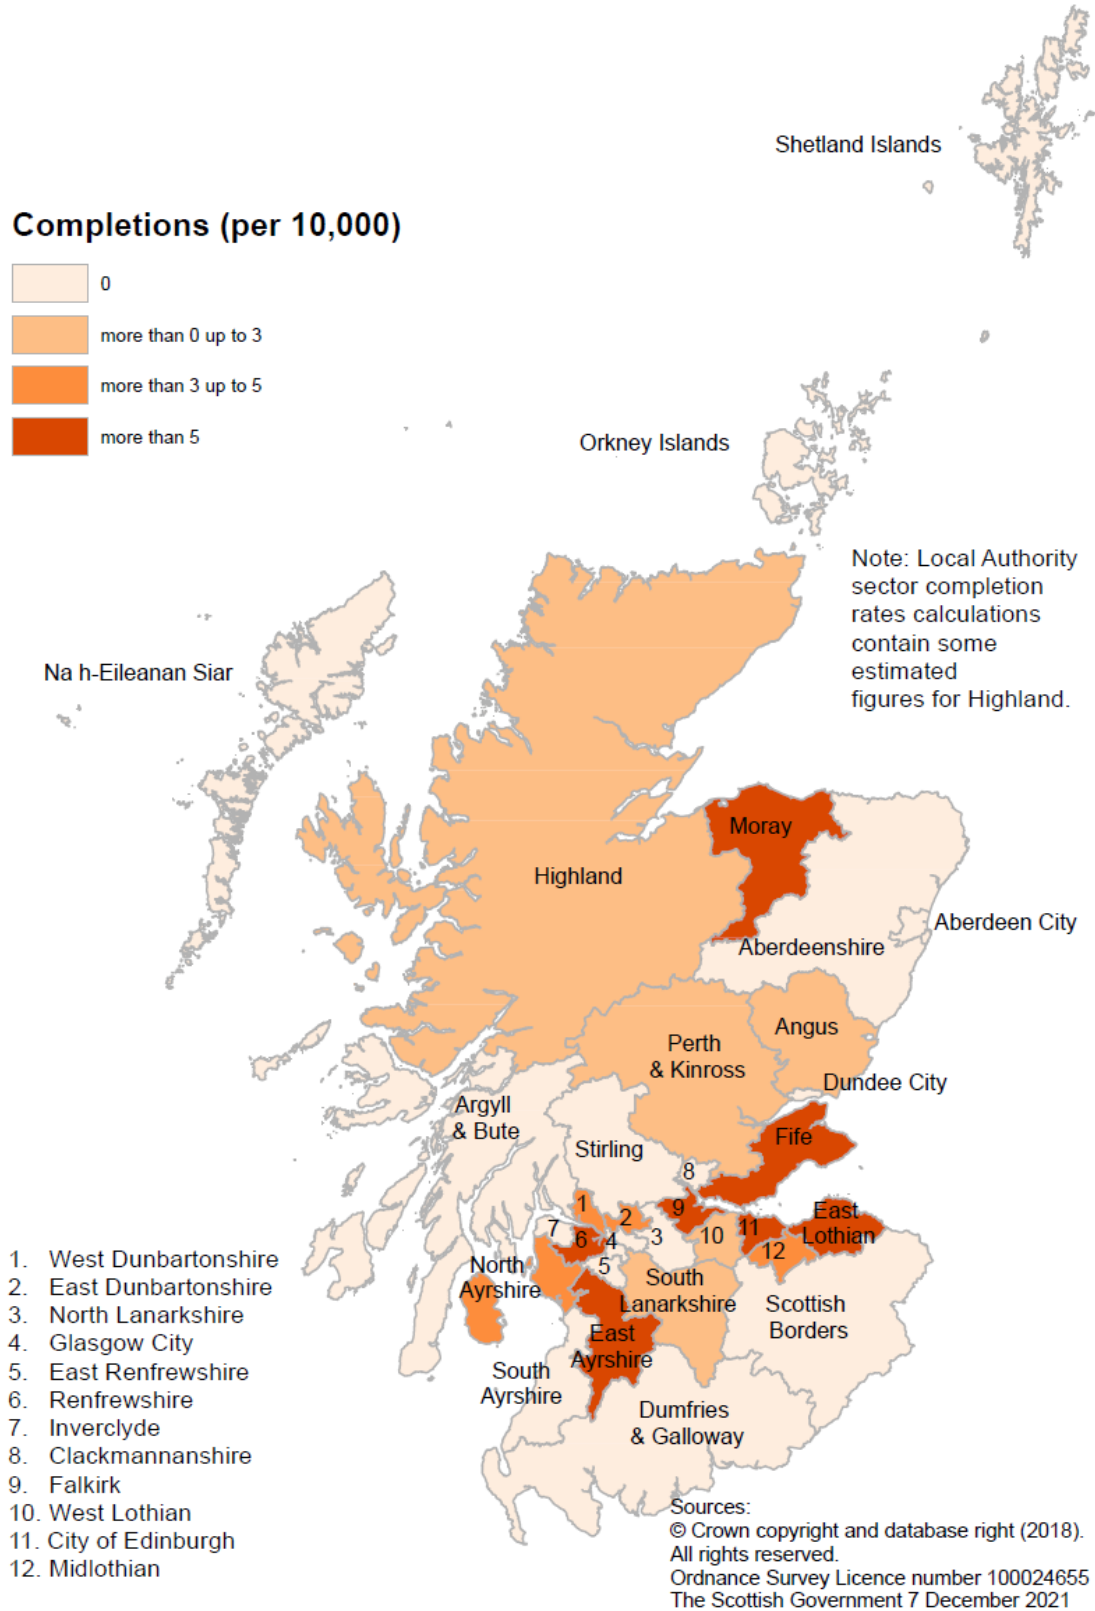 Shetland Islands
Completions (per 10,000)
0
more than 0 up to 3
more than 3 up to 5
more than 5
Orkney Islands
Note: Local Authority
sector completion
rates calculations
contain some
estimated
figures for Highland.
Na h-Eileanan Siar
Moray
Highland
Aberdeen City
Aberdeenshire
Angus
Perth
& Kinross
Dundee City
Argyll
& Bute
Fife
Stirling
8
1
2
9
East
Lothian
7
6
4
3
10
11
12
5
North
Ayrshire
South
Lanarkshire
Scottish
Borders
East
Ayrshire
South
Ayrshire
Dumfries
& Galloway
1. West Dunbartonshire
2. East Dunbartonshire
3. North Lanarkshire
4. Glasgow City
5. East Renfrewshire
6. Renfrewshire
7. Inverclyde
8. Clackmannanshire
9. Falkirk
10. West Lothian
11. City of Edinburgh
12. Midlothian
Sources:
© Crown copyright and database right (2018).
All rights reserved.
Ordnance Survey Licence number 100024655
The Scottish Government 7 December 2021